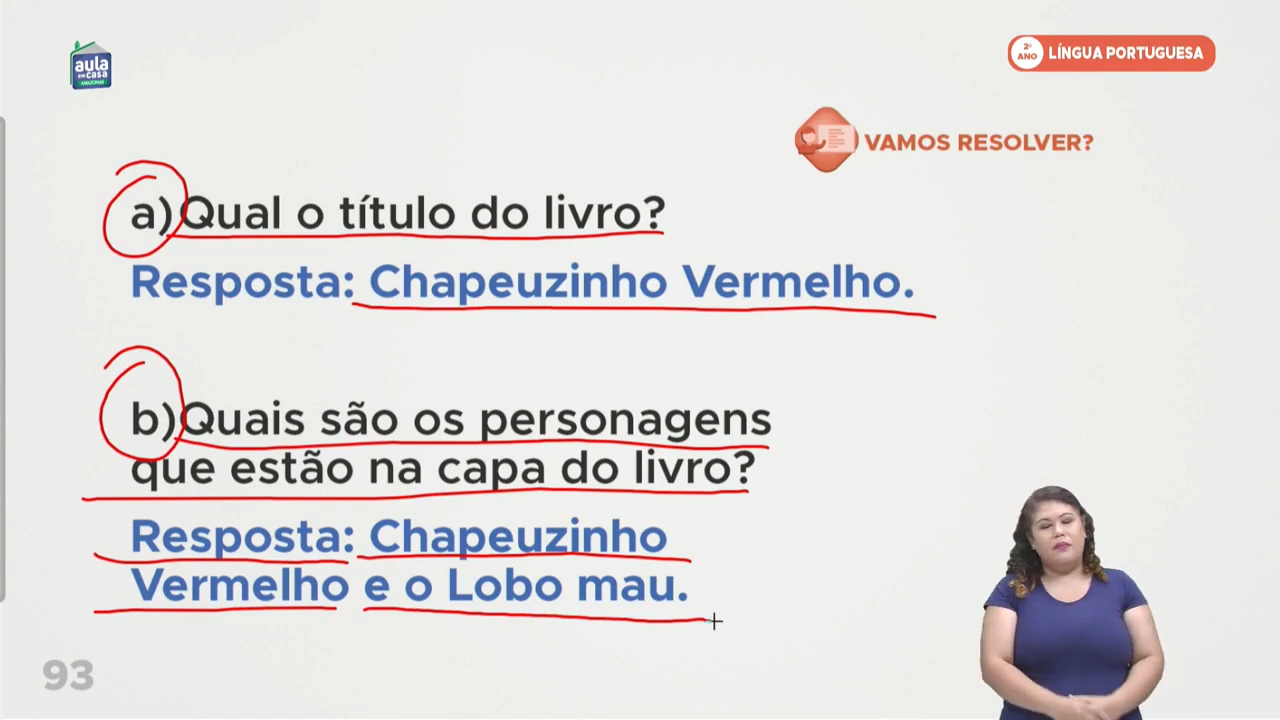 aula
em casa
AMAZONAS
2º
ANO
LÍNGUA PORTUGUESA
VAMOS RESOLVER?
a)Qual o título do livro?
Resposta: Chapeuzinho Vermelho.
b)Quais são os personagens
que estão na capa do livro?
Resposta: Chapeuzinho
Vermelho e o Lobo mau.
93